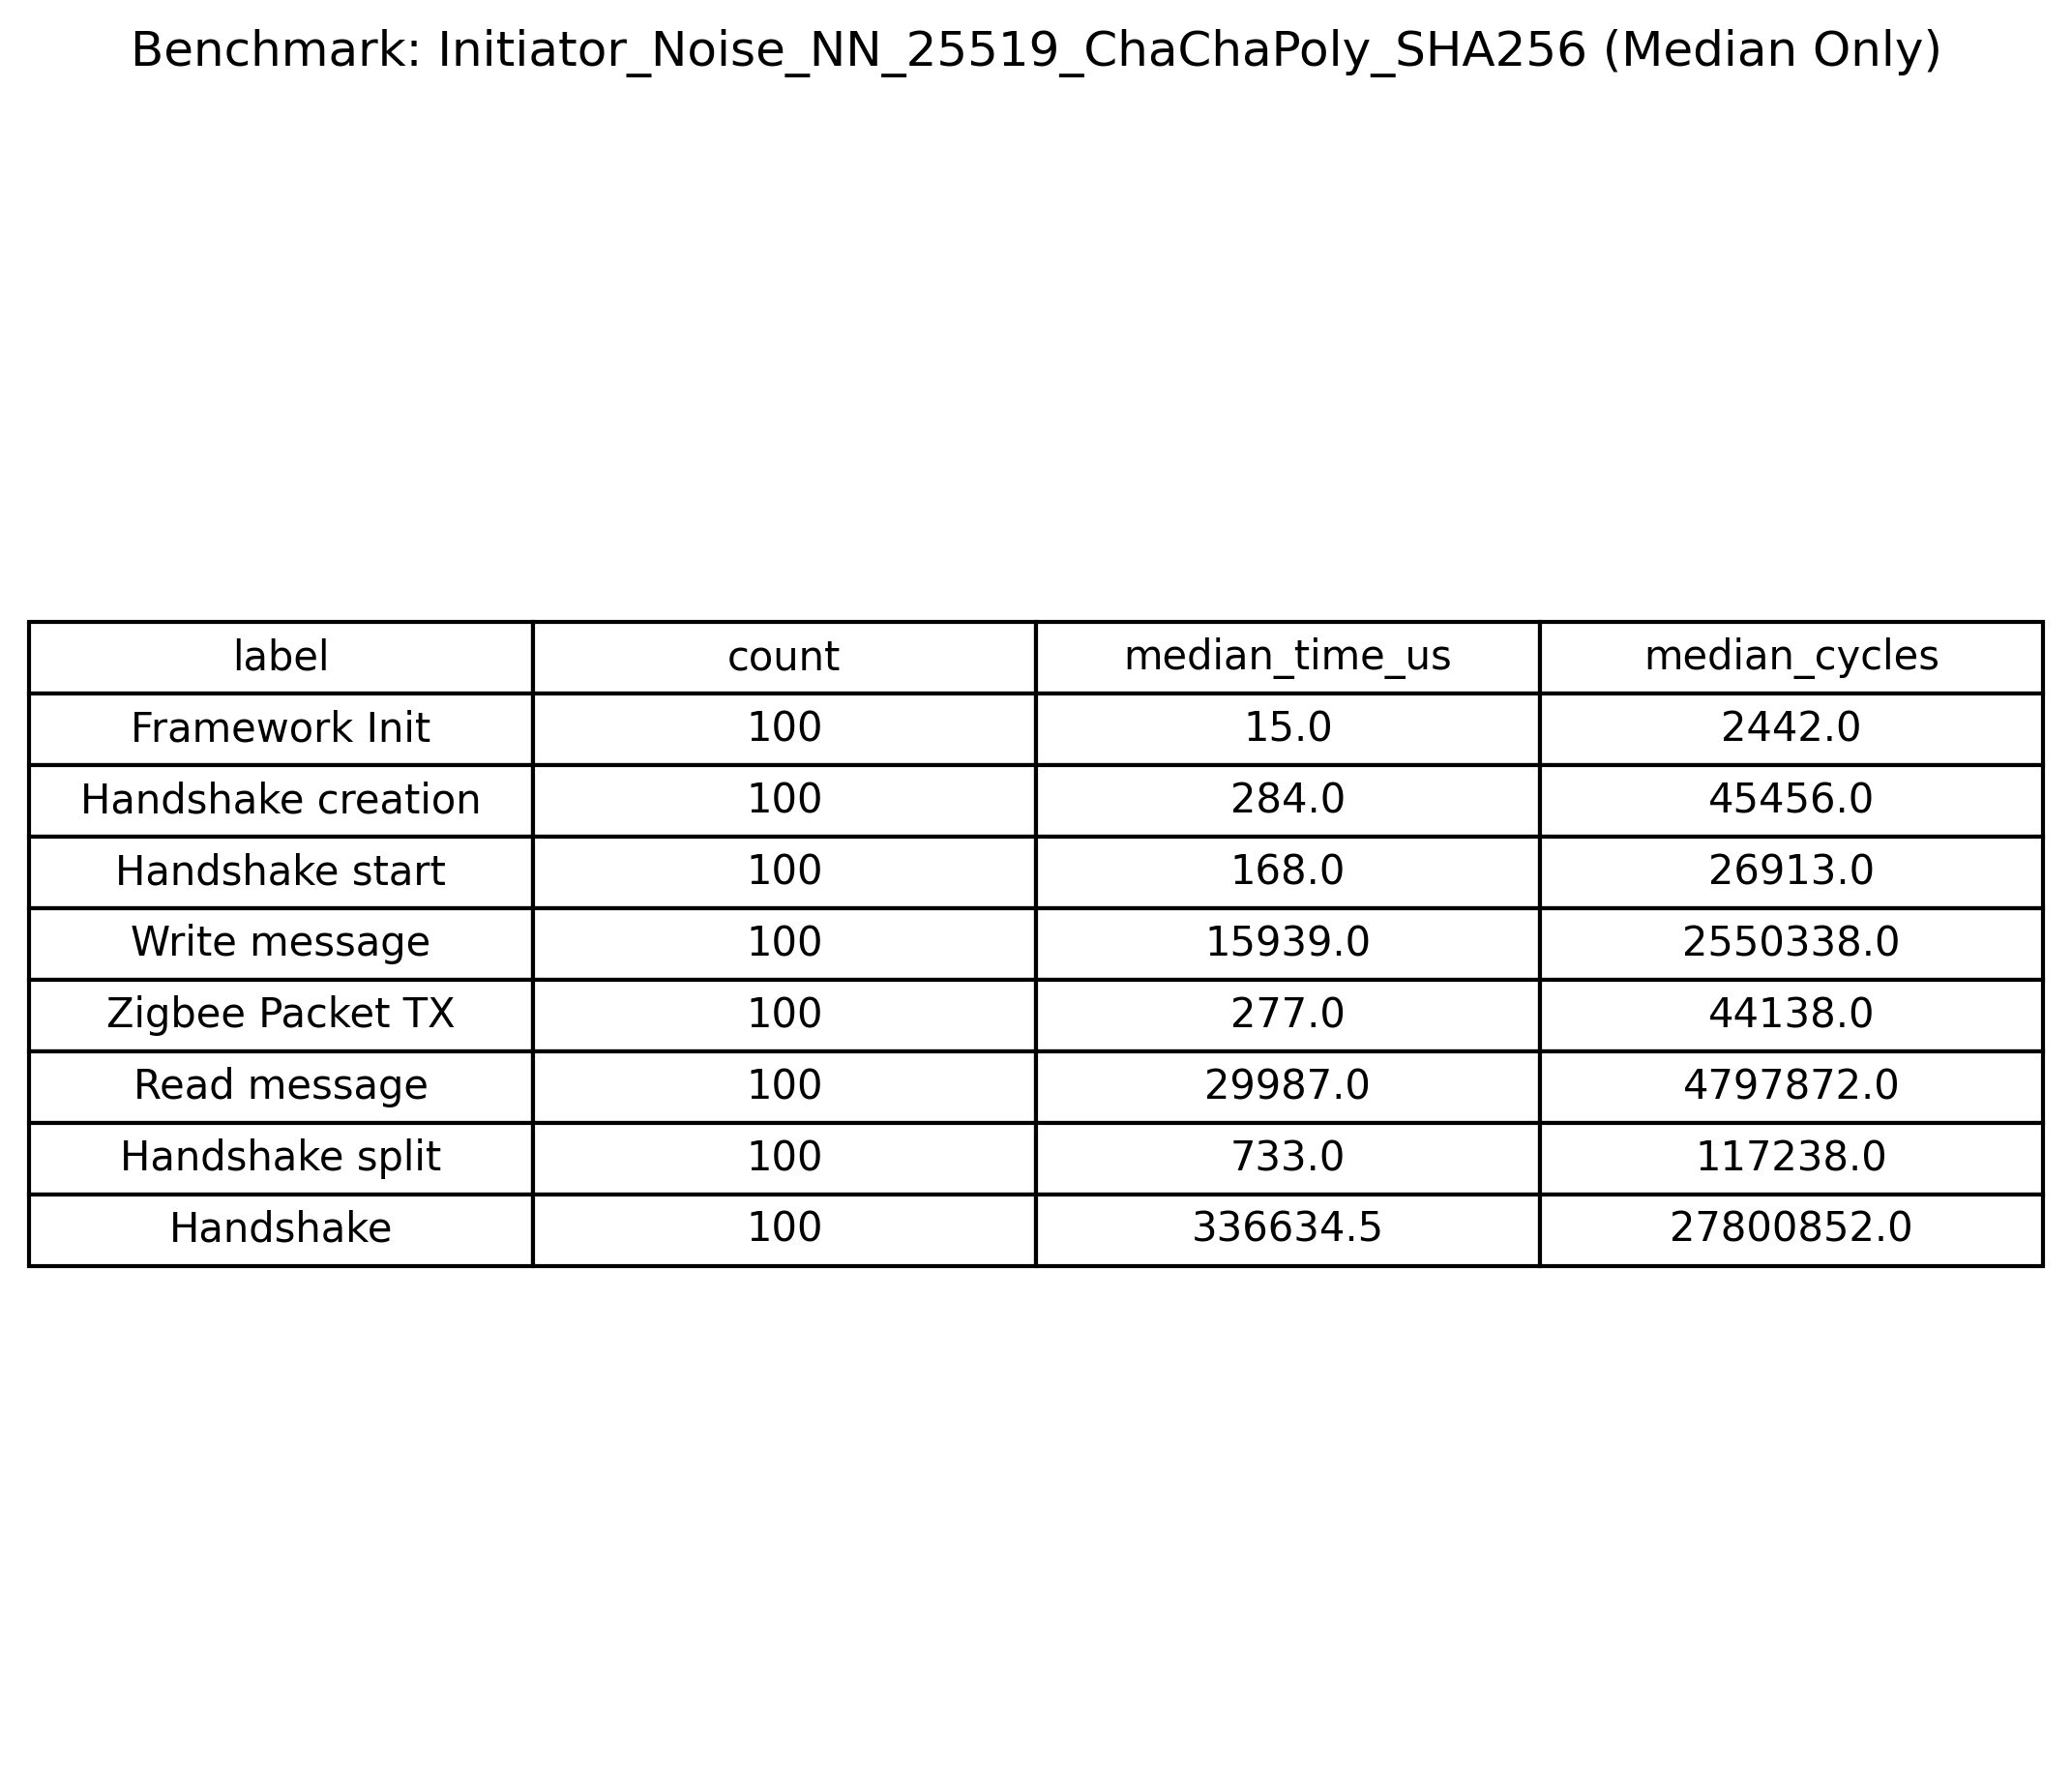 Benchmark: Initiator_Noise_NN_25519_ChaChaPoly_SHA256 (Median Only)
label count median_time_us median_cycles
Framework Init 100 15.0 2442.0
Handshake creation 100 284.0 45456.0
Handshake start 100 168.0 26913.0
Write message 100 15939.0 2550338.0
Zigbee Packet TX 100 277.0 44138.0
Read message 100 29987.0 4797872.0
Handshake split 100 733.0 117238.0
Handshake 100 336634.5 27800852.0